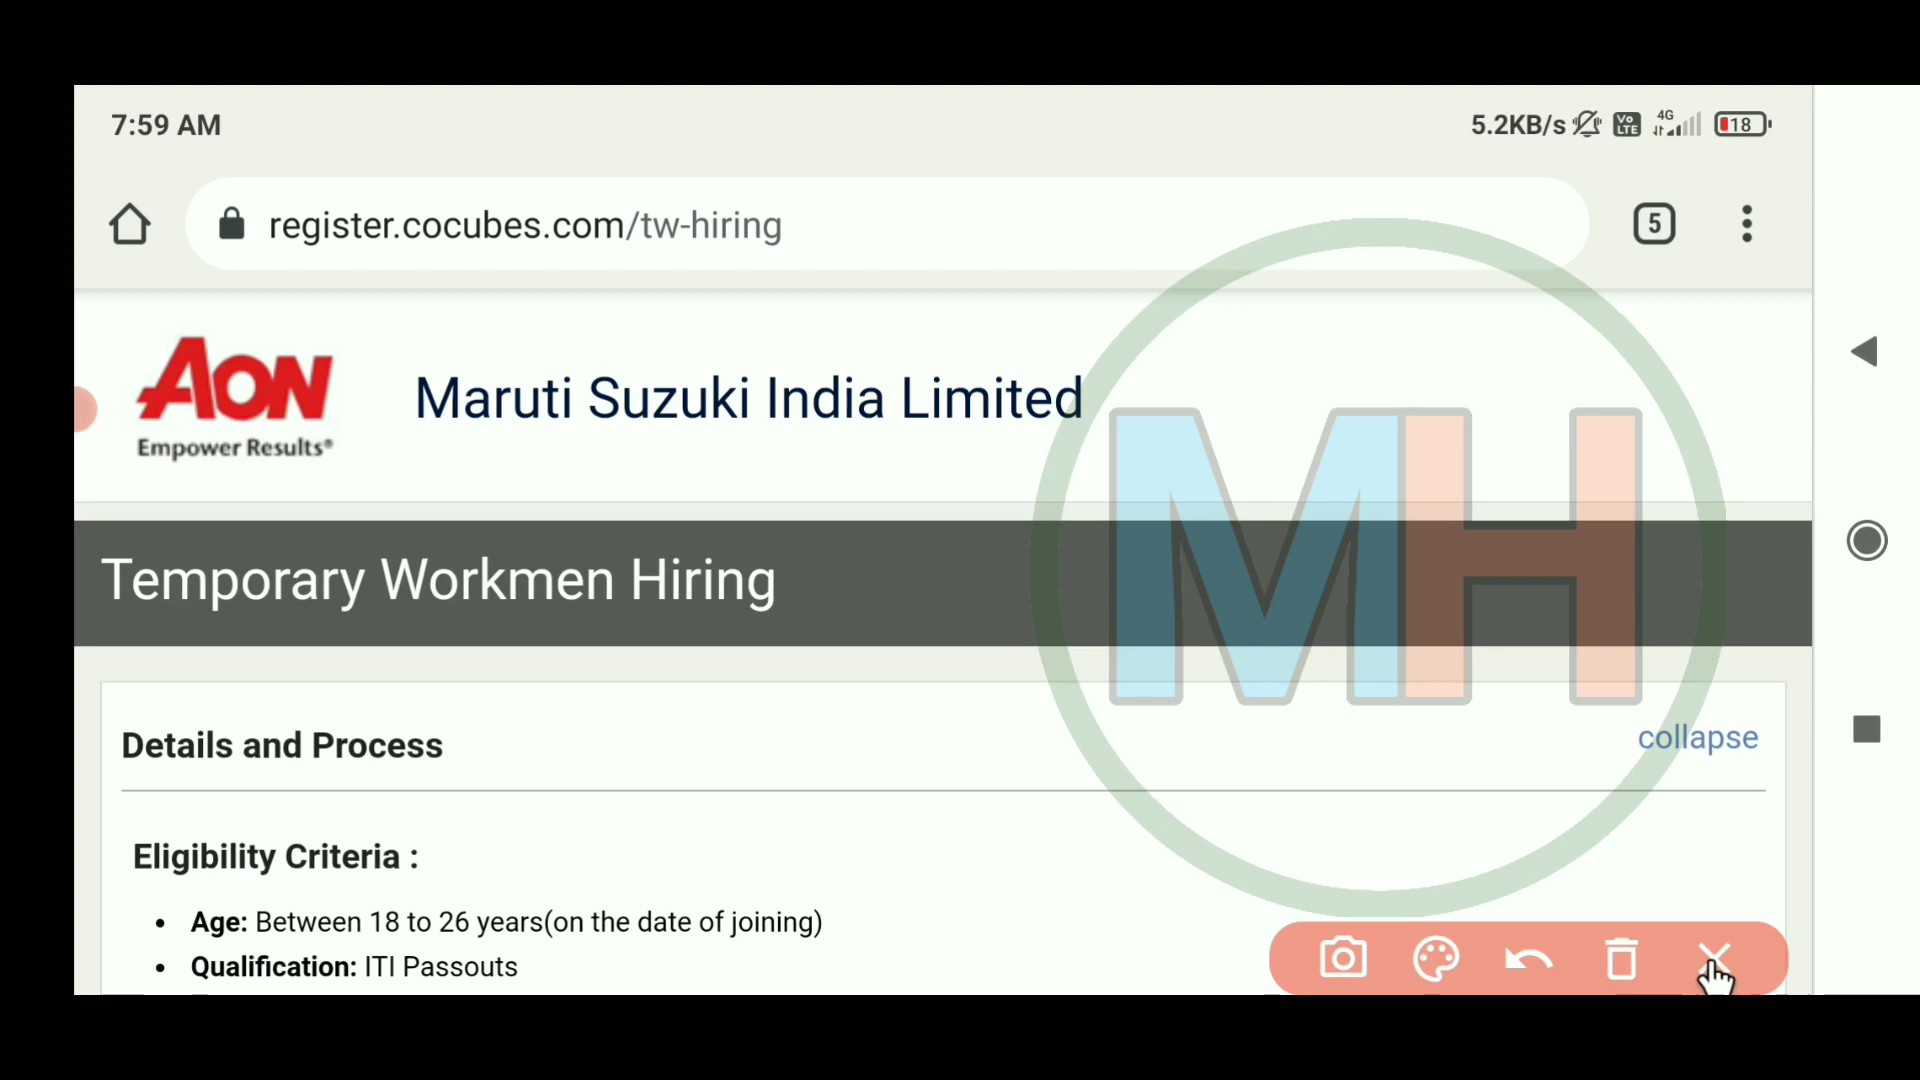 7:59 AM
5.2KB/s Vo LTE 4G 18
register.cocubes.com/tw-hiring
5
AON
Empower Results®
Maruti Suzuki India Limited
MH
Temporary Workmen Hiring
Details and Process
collapse
Eligibility Criteria :
• Age: Between 18 to 26 years(on the date of joining)
• Qualification: ITI Passouts